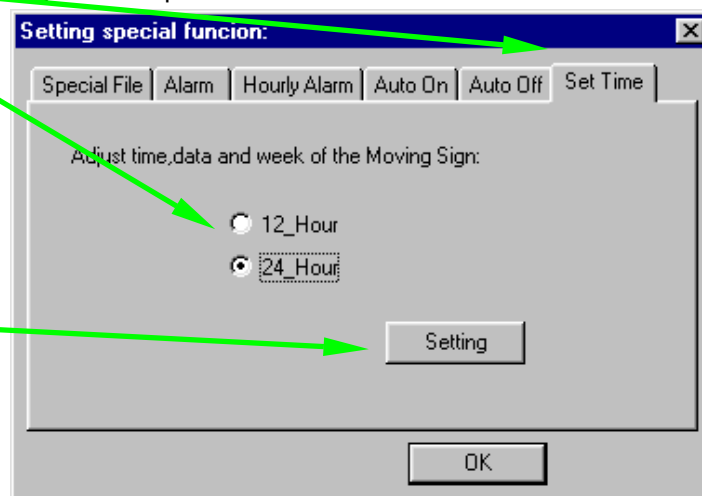 Setting special funcion:
Special File Alarm Hourly Alarm Auto On Auto Off Set Time
Adjust time,data and week of the Moving Sign:
12_Hour
24_Hour
Setting
OK